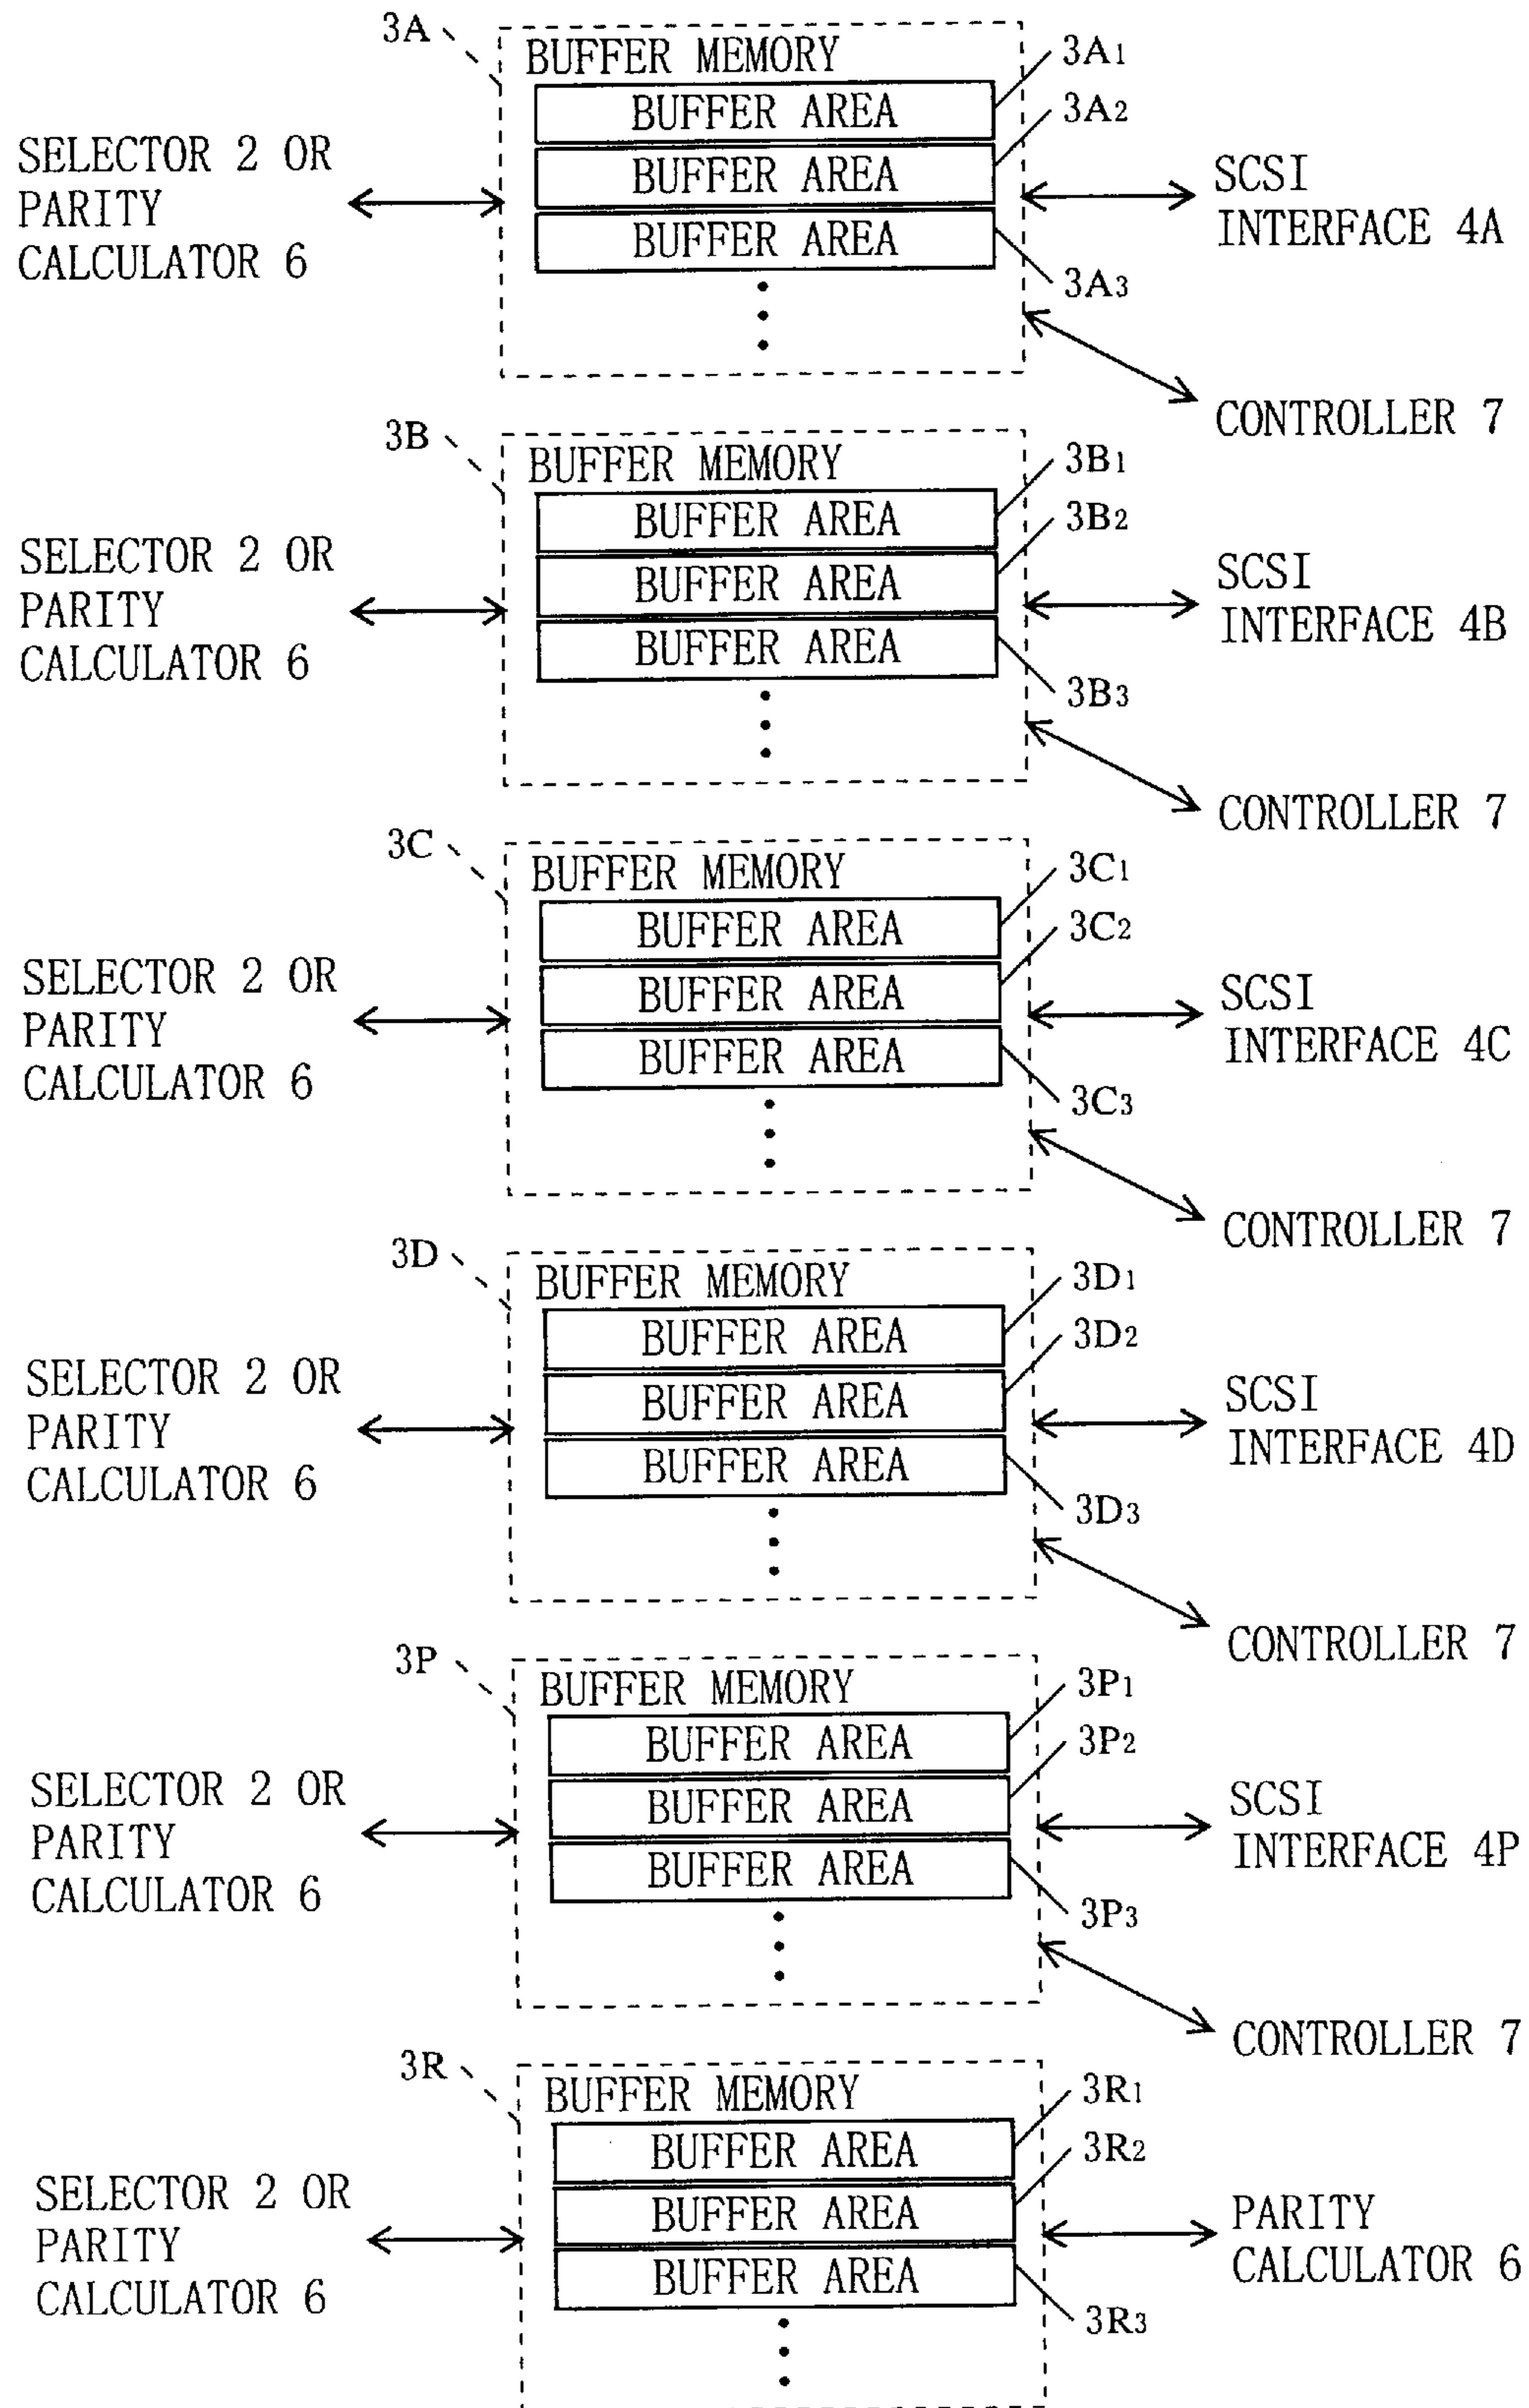 3A
BUFFER MEMORY
3A1
BUFFER AREA
3A2
SELECTOR 2 OR
PARITY
CALCULATOR 6
BUFFER AREA
SCSI
INTERFACE 4A
BUFFER AREA
3A3
CONTROLLER 7
3B
BUFFER MEMORY
3B1
BUFFER AREA
3B2
SELECTOR 2 OR
PARITY
CALCULATOR 6
BUFFER AREA
SCSI
INTERFACE 4B
BUFFER AREA
3B3
CONTROLLER 7
3C
BUFFER MEMORY
3C1
BUFFER AREA
3C2
SELECTOR 2 OR
PARITY
CALCULATOR 6
BUFFER AREA
SCSI
INTERFACE 4C
BUFFER AREA
3C3
CONTROLLER 7
3D
BUFFER MEMORY
3D1
BUFFER AREA
3D2
SELECTOR 2 OR
PARITY
CALCULATOR 6
BUFFER AREA
SCSI
INTERFACE 4D
BUFFER AREA
3D3
CONTROLLER 7
3P
BUFFER MEMORY
3P1
BUFFER AREA
3P2
SELECTOR 2 OR
PARITY
CALCULATOR 6
BUFFER AREA
SCSI
INTERFACE 4P
BUFFER AREA
3P3
CONTROLLER 7
3R
BUFFER MEMORY
3R1
BUFFER AREA
3R2
SELECTOR 2 OR
PARITY
CALCULATOR 6
BUFFER AREA
PARITY
CALCULATOR 6
BUFFER AREA
3R3